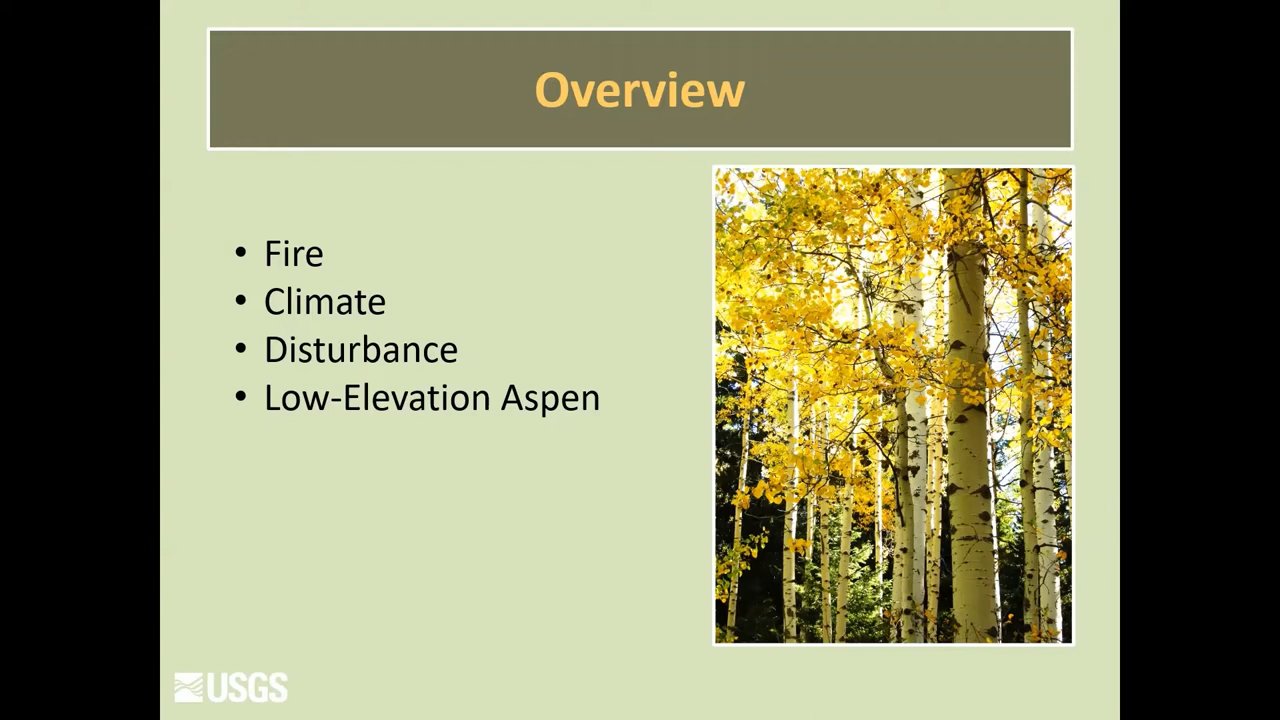 Overview
• Fire
• Climate
• Disturbance
• Low-Elevation Aspen
USGS